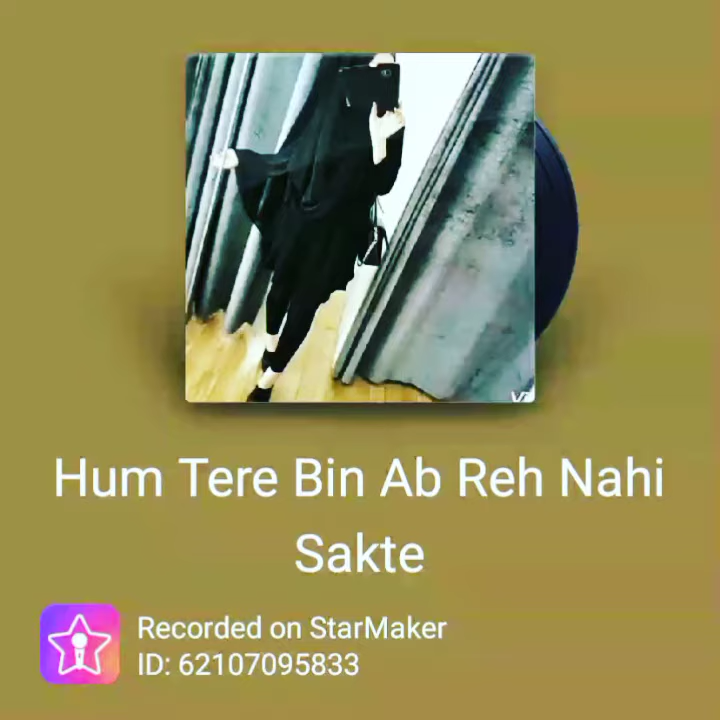 Hum Tere Bin Ab Reh Nahi
Sakte
Recorded on StarMaker
ID: 62107095833